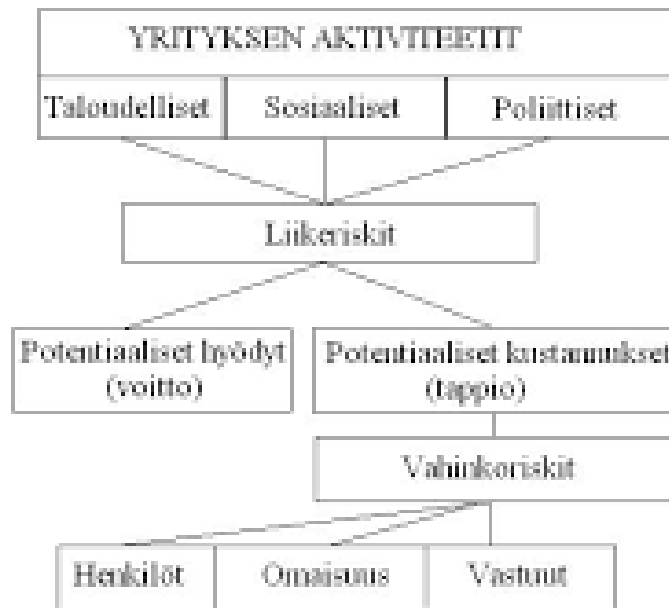 YRITYKSEN AKTIVITEETIT
Taloudelliset Sosiaaliset Poliittiset
Liikeriskit
Potentiaaliset hyödyt Potentiaaliset kustannukset
(voitto) (tappio)
Vahinkoriskit
Henkilöt Omaisuus Vastuut